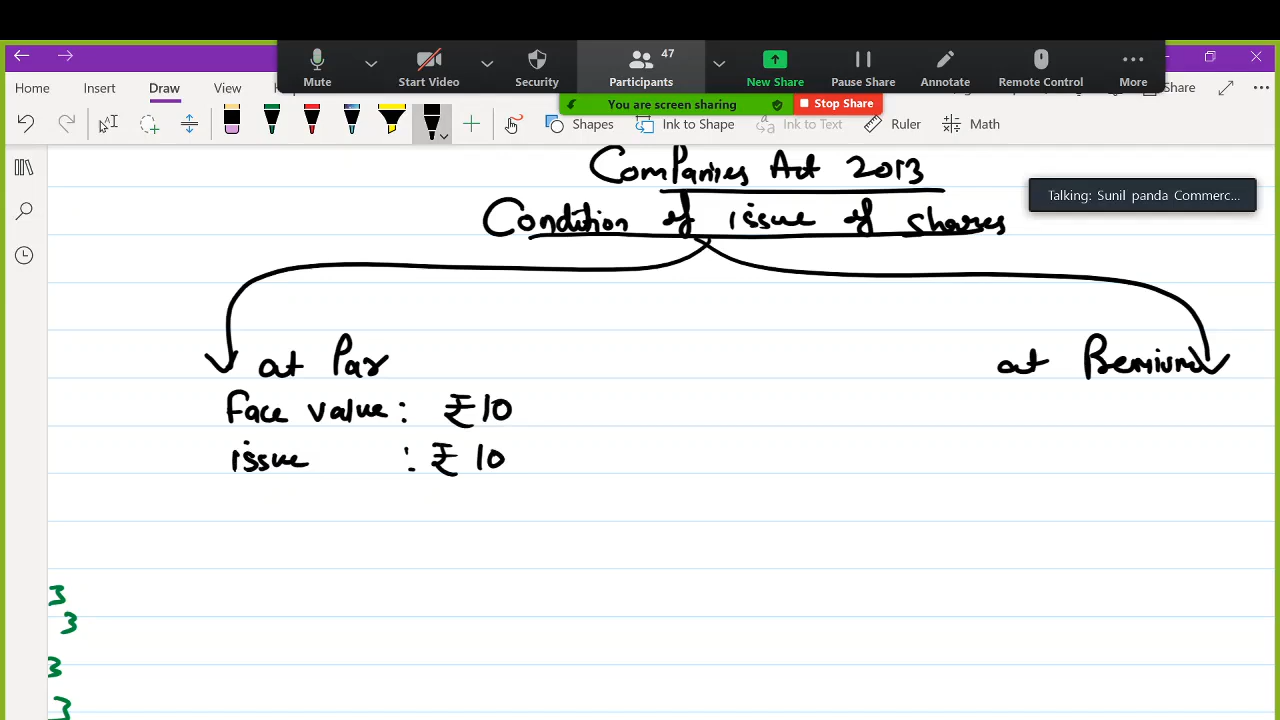 47
Mute
Start Video
Security
Participants
New Share
Pause Share
Annotate
Remote Control
More
You are screen sharing
Stop Share
Home Insert Draw View
Share
Shapes Ink to Shape Ink to Text Ruler Math
Talking: Sunil panda Commerc...
Companies Act 2013
Condition of issue of shares
at Par
at Premium
Face value : ₹10
issue : ₹10
3
3
3
3